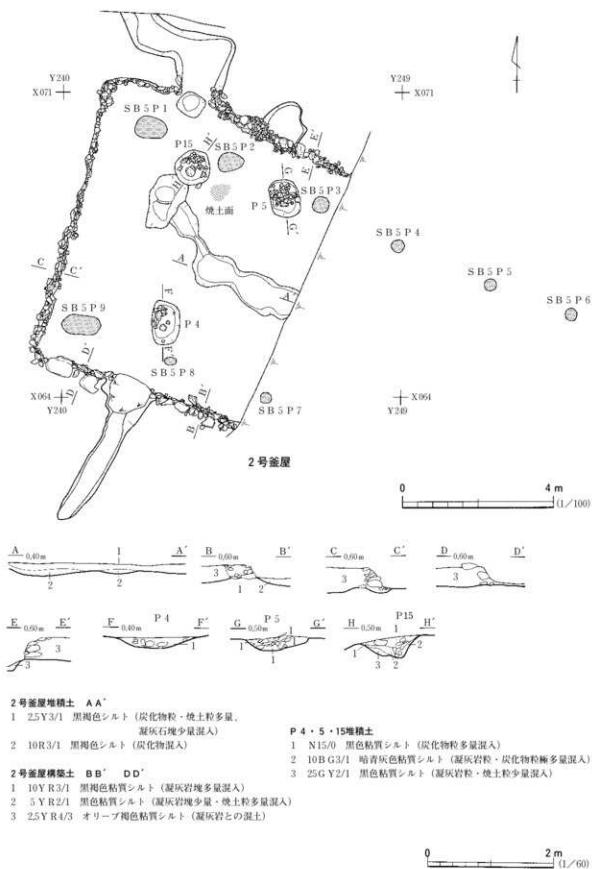 Y240
X071
Y249
X071
SB5P1
P15
H′
SB5P2
E′
E
H
G
P5
SB5P3
G′
焼土面
SB5P4
A
A′
SB5P5
SB5P6
C
C′
F
P4
SB5P9
D′
F′
SB5P8
B′
X064
Y240
D
B
SB5P7
X064
Y249
2号釜屋
0 4m
(1/100)
A 0,40m 1 A′
2 2
B 0,60m B′
3
1 2
C 0,60m C′
3
D 0,60m D′
3
E 0,60m E′
3
3
F 0,40m P4 F′
1
G 0,50m P5 G′
1
1
1
H 0,50m P15 H′
1
1 2
3 2
2号釜屋堆積土 AA′
1 2.5Y3/1 黒褐色シルト(炭化物粒・焼土粒多量、
凝灰石塊少量混入)
2 10R3/1 黒褐色シルト(炭化物混入)
2号釜屋構築土 BB′ DD′
1 10YR3/1 黒褐色粘質シルト(凝灰岩塊多量混入)
2 5YR2/1 黒色粘質シルト(凝灰岩塊少量・焼土粒多量混入)
3 2.5YR4/3 オリーブ褐色粘質シルト(凝灰岩との混土)
P4・5・15堆積土
1 N15/0 黒色粘質シルト(炭化物粒多量混入)
2 10BG3/1 暗青灰色粘質シルト(凝灰岩粒・炭化物粒極多量混入)
3 25GY2/1 黒色粘質シルト(凝灰岩粒・焼土粒少量混入)
0 2m
(1/60)